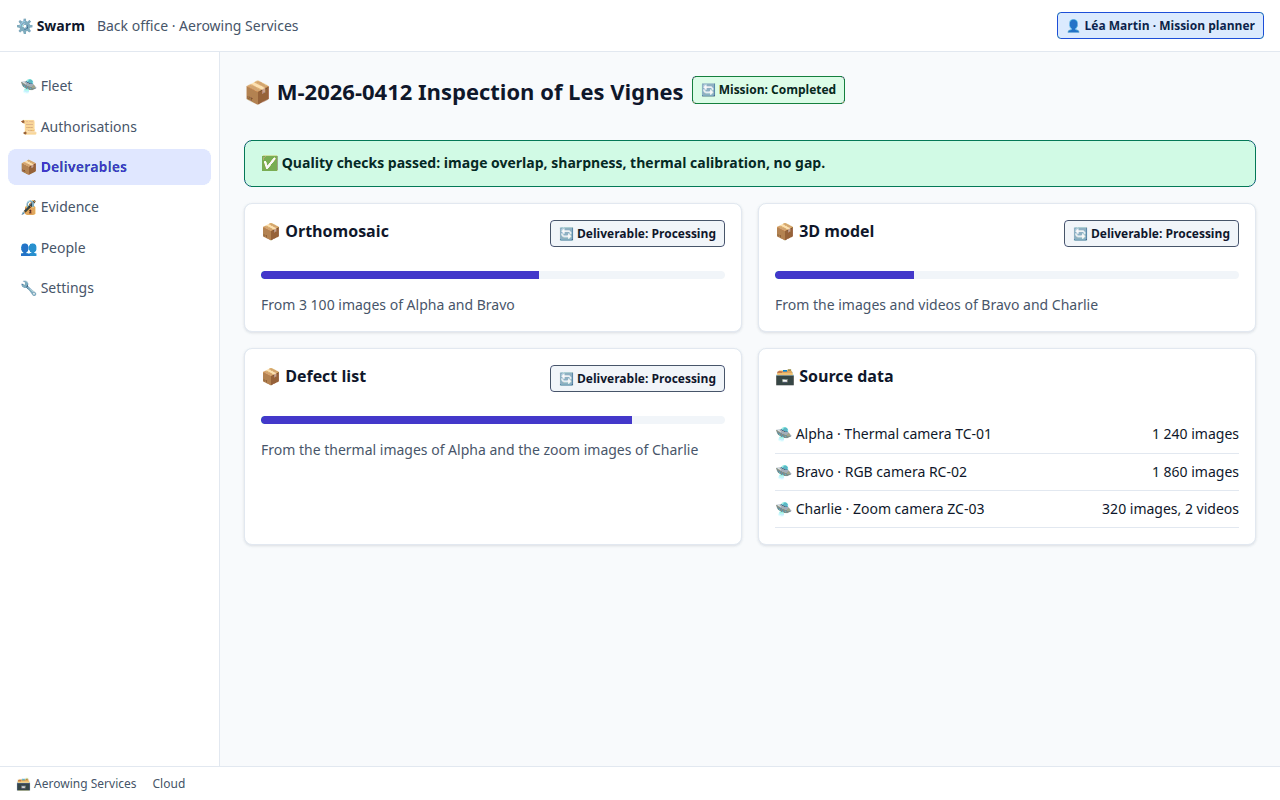 Swarm Back office · Aerowing Services
Léa Martin · Mission planner
Fleet
Authorisations
Deliverables
Evidence
People
Settings
M-2026-0412 Inspection of Les Vignes
Mission: Completed
Quality checks passed: image overlap, sharpness, thermal calibration, no gap.
Orthomosaic
Deliverable: Processing
From 3 100 images of Alpha and Bravo
3D model
Deliverable: Processing
From the images and videos of Bravo and Charlie
Defect list
Deliverable: Processing
From the thermal images of Alpha and the zoom images of Charlie
Source data
Alpha · Thermal camera TC-01 1 240 images
Bravo · RGB camera RC-02 1 860 images
Charlie · Zoom camera ZC-03 320 images, 2 videos
Aerowing Services Cloud